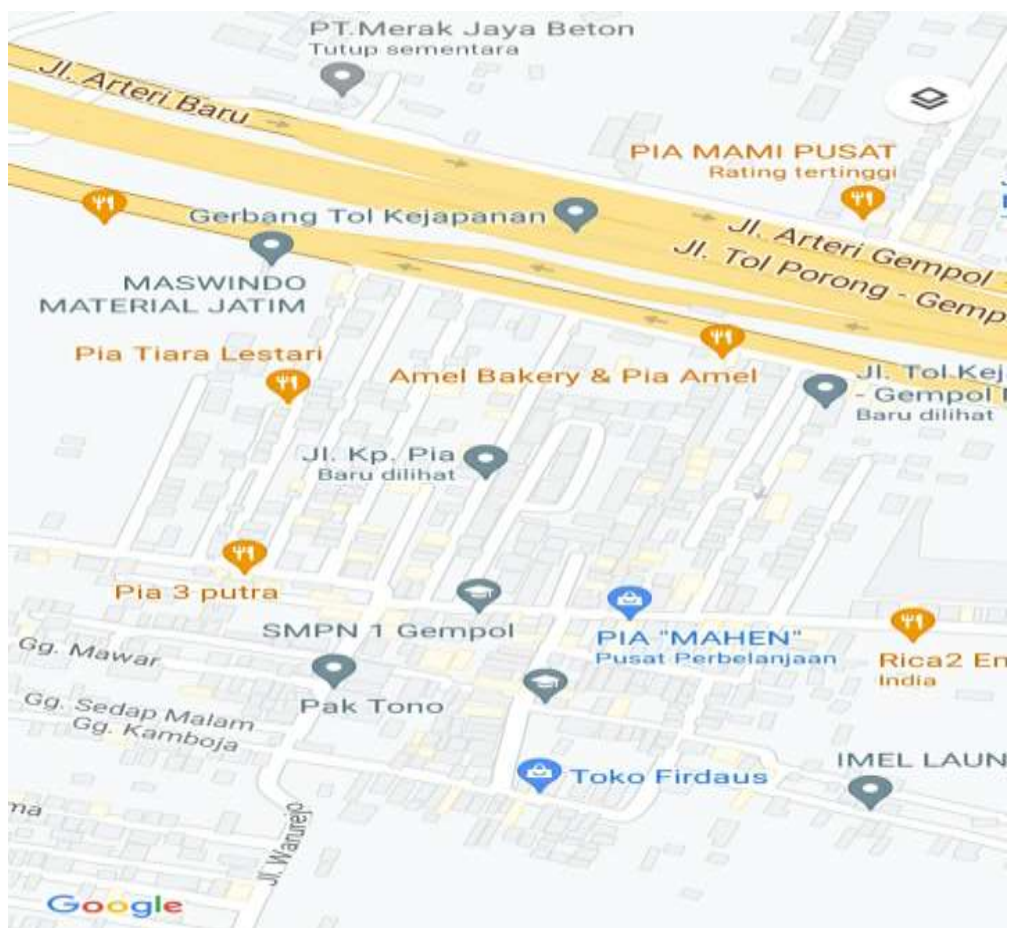 PT.Merak Jaya Beton
Tutup sementara
Jl. Arteri Baru
PIA MAMI PUSAT
Rating tertinggi
Gerbang Tol Kejapanan
Jl. Arteri Gempol
Jl. Tol Porong - Gemp
MASWINDO
MATERIAL JATIM
Pia Tiara Lestari
Amel Bakery & Pia Amel
Jl. Tol Kej
- Gempol
Baru dilihat
Jl. Kp. Pia
Baru dilihat
Pia 3 putra
SMPN 1 Gempol
PIA "MAHEN"
Pusat Perbelanjaan
Rica2 En
India
Gg. Mawar
Pak Tono
Gg. Sedap Malam
Gg. Kamboja
IMEL LAUN
Toko Firdaus
ma
Jl. Warurejo
Google